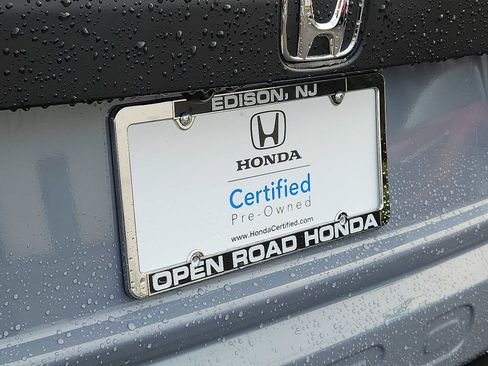 EDISON, NJ
HONDA
Certified
Pre-Owned
www.HondaCertified.com
OPEN ROAD HONDA